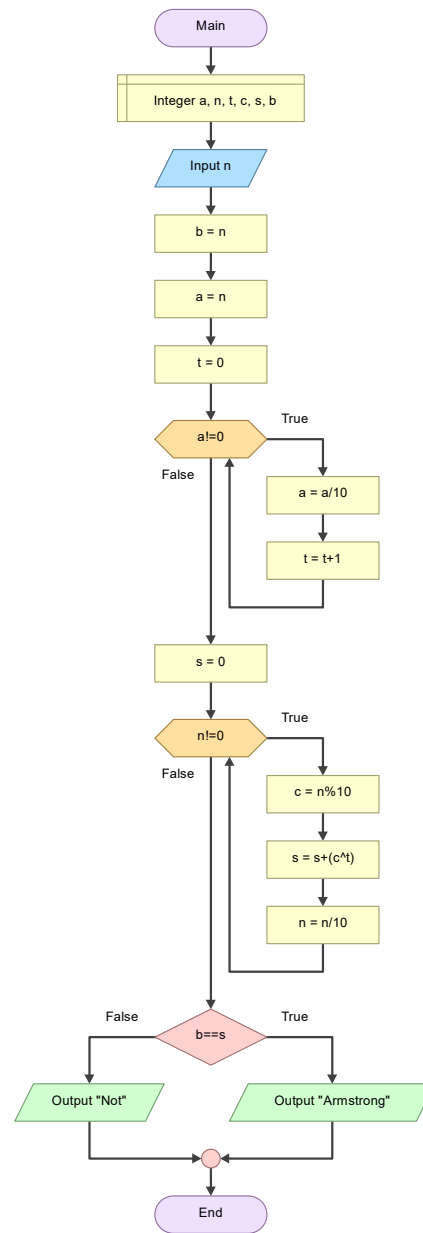 Main
Integer a, n, t, c, s, b
Input n
b = n
a = n
t = 0
a!=0
True
False
a = a/10
t = t+1
s = 0
n!=0
True
False
c = n%10
s = s+(c^t)
n = n/10
False
b==s
True
Output "Not"
Output "Armstrong"
End